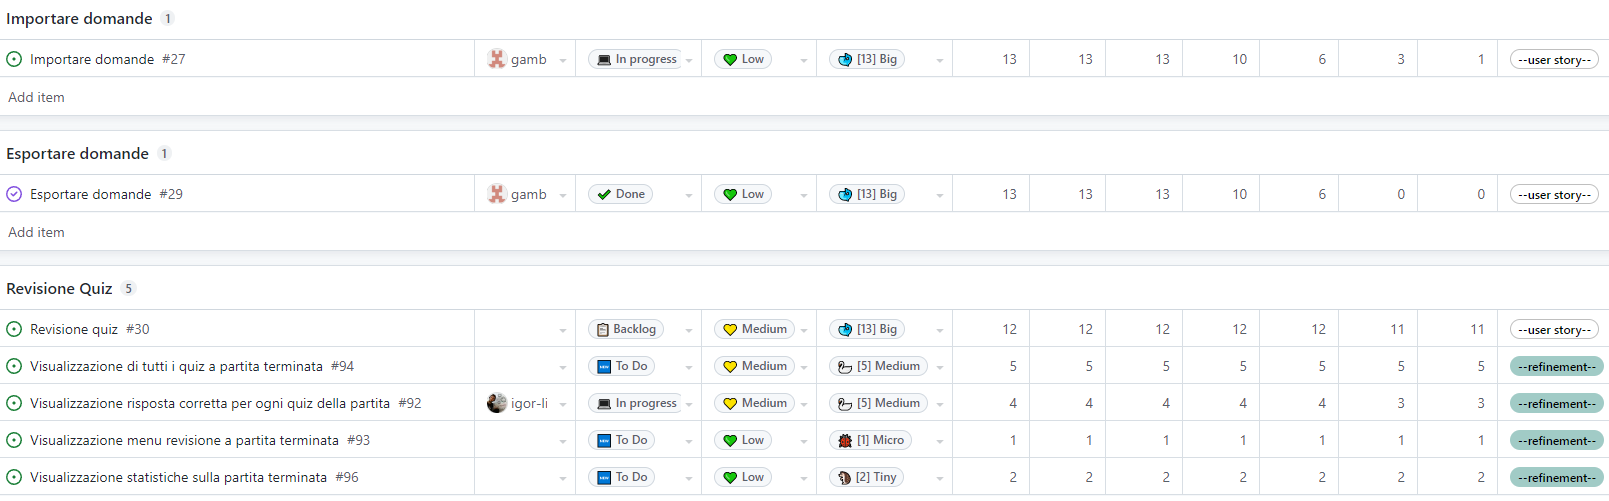 Importare domande 1
Importare domande #27 gamb In progress Low [13] Big 13 13 13 10 6 3 1 --user story--
Add item
Esportare domande 1
Esportare domande #29 gamb Done Low [13] Big 13 13 13 10 6 0 0 --user story--
Add item
Revisione Quiz 5
Revisione quiz #30 Backlog Medium [13] Big 12 12 12 12 12 11 11 --user story--
Visualizzazione di tutti i quiz a partita terminata #94 NEW To Do Medium [5] Medium 5 5 5 5 5 5 5 --refinement--
Visualizzazione risposta corretta per ogni quiz della partita #92 igor-li In progress Medium [5] Medium 4 4 4 4 4 3 3 --refinement--
Visualizzazione menu revisione a partita terminata #93 NEW To Do Low [1] Micro 1 1 1 1 1 1 1 --refinement--
Visualizzazione statistiche sulla partita terminata #96 NEW To Do Low [2] Tiny 2 2 2 2 2 2 2 --refinement--